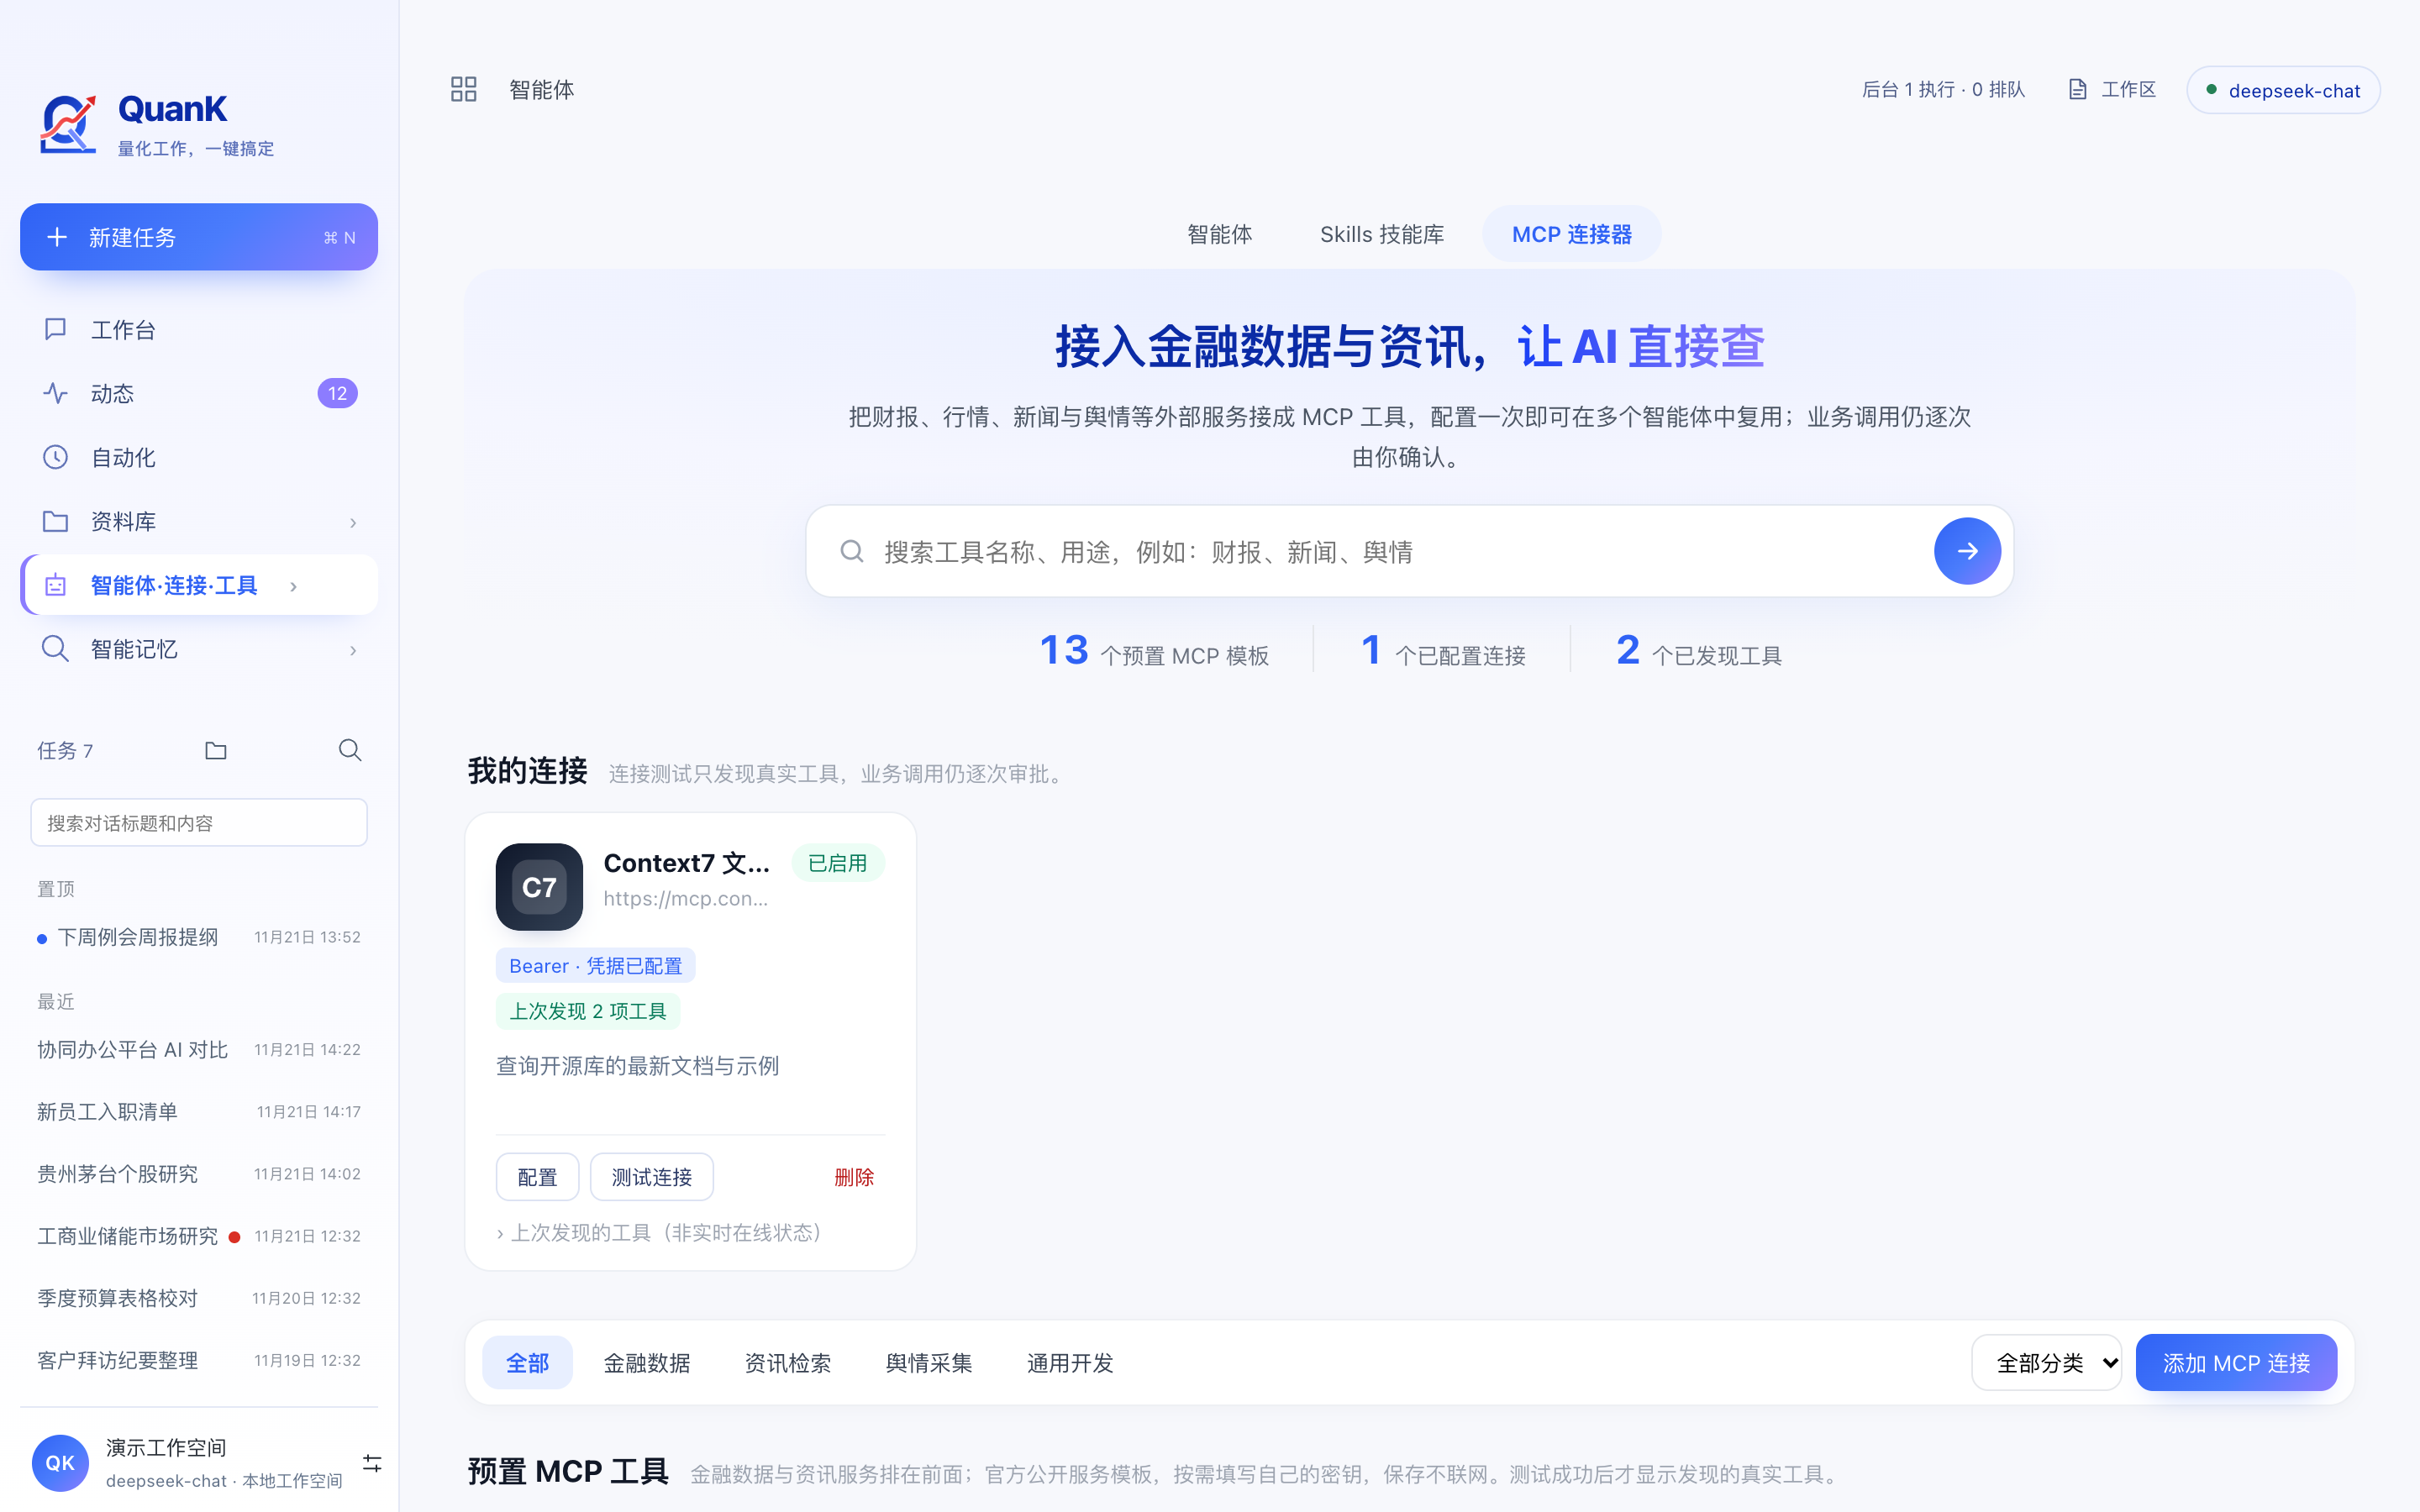 QuanK
量化工作，一键搞定
新建任务
⌘ N
工作台
动态
12
自动化
资料库
智能体·连接·工具
智能记忆
任务 7
搜索对话标题和内容
置顶
下周例会周报提纲 11月21日 13:52
最近
协同办公平台 AI 对比 11月21日 14:22
新员工入职清单 11月21日 14:17
贵州茅台个股研究 11月21日 14:02
工商业储能市场研究 11月21日 12:32
季度预算表格校对 11月20日 12:32
客户拜访纪要整理 11月19日 12:32
QK
演示工作空间
deepseek-chat · 本地工作空间
智能体
后台 1 执行 · 0 排队
工作区
deepseek-chat
智能体
Skills 技能库
MCP 连接器
接入金融数据与资讯，让 AI 直接查
把财报、行情、新闻与舆情等外部服务接成 MCP 工具，配置一次即可在多个智能体中复用；业务调用仍逐次
由你确认。
搜索工具名称、用途，例如：财报、新闻、舆情
13 个预置 MCP 模板
1 个已配置连接
2 个已发现工具
我的连接
连接测试只发现真实工具，业务调用仍逐次审批。
C7
Context7 文...
已启用
https://mcp.con...
Bearer · 凭据已配置
上次发现 2 项工具
查询开源库的最新文档与示例
配置
测试连接
删除
› 上次发现的工具（非实时在线状态）
全部
金融数据
资讯检索
舆情采集
通用开发
全部分类
添加 MCP 连接
预置 MCP 工具
金融数据与资讯服务排在前面；官方公开服务模板，按需填写自己的密钥，保存不联网。测试成功后才显示发现的真实工具。